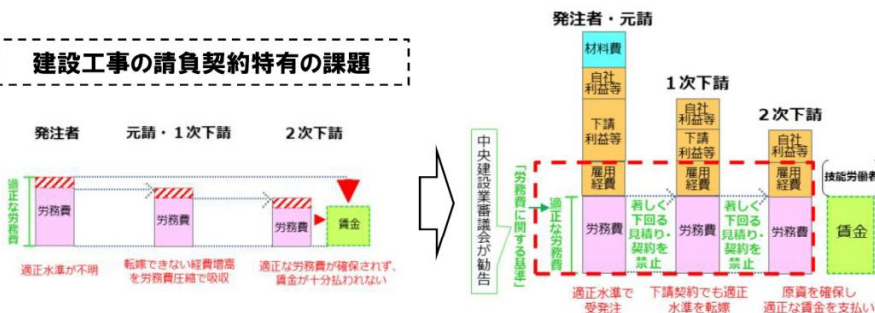 建設工事の請負契約特有の課題
発注者
元請・1次下請
2次下請
適正な労務費
労務費
労務費
労務費
賃金
適正水準が不明
転嫁できない経費増嵩
を労務費圧縮で吸収
適正な労務費が確保されず、
賃金が十分払われない
発注者・元請
1次下請
2次下請
材料費
自社
利益等
下請
利益等
雇用
経費
労務費
自社
利益等
下請
利益等
雇用
経費
労務費
自社
利益等
雇用
経費
労務費
中央建設業審議会が勧告
「労務費に関する基準」
適正な労務費
著しく
下回る
見積り・
契約を
禁止
著しく
下回る
見積り・
契約を
禁止
技能労働者
賃金
適正水準で
受発注
下請契約でも適正
水準を転嫁
原資を確保し
適正な賃金を支払い